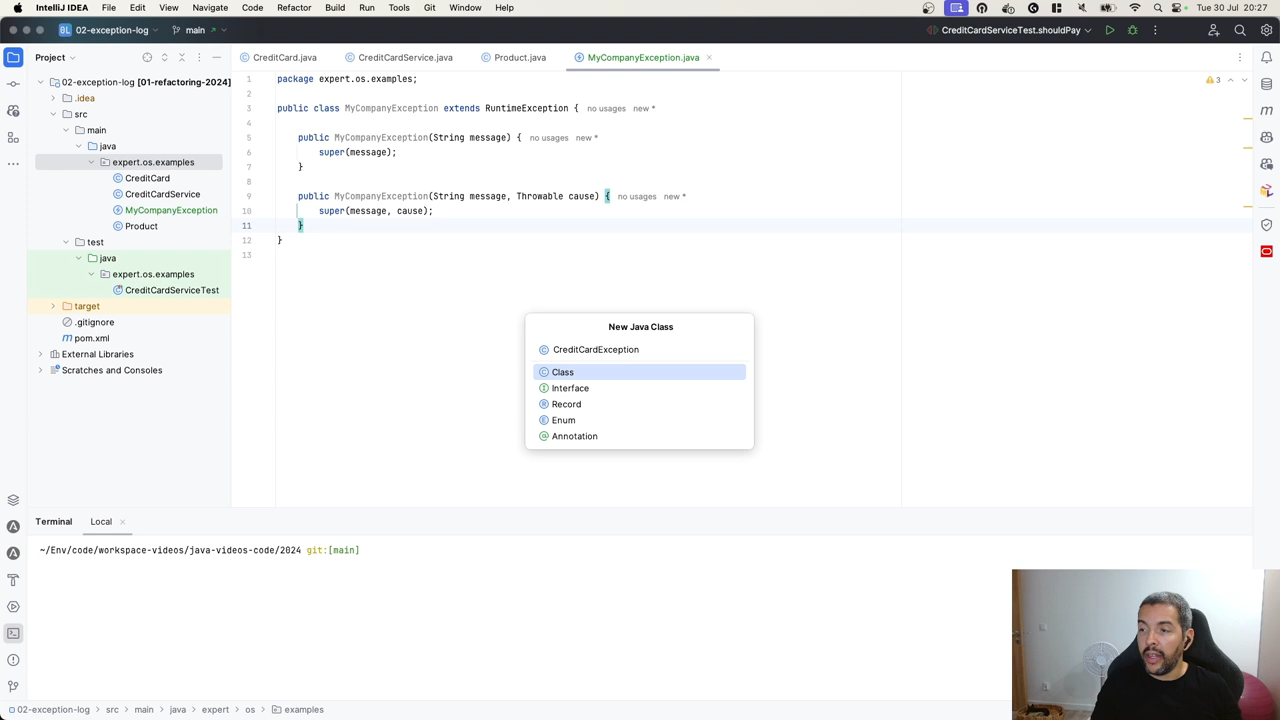 IntelliJ IDEA File Edit View Navigate Code Refactor Build Run Tools Git Window Help Tue 30 Jul 20:27
BL 02-exception-log main CreditCardServiceTest.shouldPay
Project
CreditCard.java CreditCardService.java Product.java MyCompanyException.java
02-exception-log [01-refactoring-2024]
.idea
src
main
java
expert.os.examples
CreditCard
CreditCardService
MyCompanyException
Product
test
java
expert.os.examples
CreditCardServiceTest
target
.gitignore
pom.xml
External Libraries
Scratches and Consoles
1 package expert.os.examples;
2
3 public class MyCompanyException extends RuntimeException { no usages new *
4
5 public MyCompanyException(String message) { no usages new *
6 super(message);
7 }
8
9 public MyCompanyException(String message, Throwable cause) { no usages new *
10 super(message, cause);
11 }
12 }
13
3
New Java Class
CreditCardException
Class
Interface
Record
Enum
Annotation
Terminal Local
~/Env/code/workspace-videos/java-videos-code/2024 git:[main]
02-exception-log > src > main > java > expert > os > examples